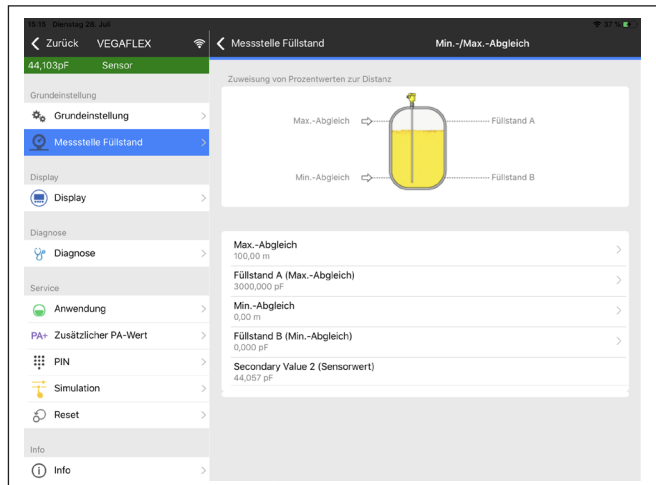 15:15 Dienstag 28. Juli
37 %
Zurück VEGAFLEX
Messstelle Füllstand
Min.-/Max.-Abgleich
44,103pF Sensor
Grundeinstellung
Grundeinstellung
Messstelle Füllstand
Display
Display
Diagnose
Diagnose
Service
Anwendung
PA+ Zusätzlicher PA-Wert
PIN
Simulation
Reset
Info
Info
Zuweisung von Prozentwerten zur Distanz
Max.-Abgleich
Füllstand A
Min.-Abgleich
Füllstand B
Max.-Abgleich
100,00 m
Füllstand A (Max.-Abgleich)
3000,000 pF
Min.-Abgleich
0,00 m
Füllstand B (Min.-Abgleich)
0,000 pF
Secondary Value 2 (Sensorwert)
44,057 pF